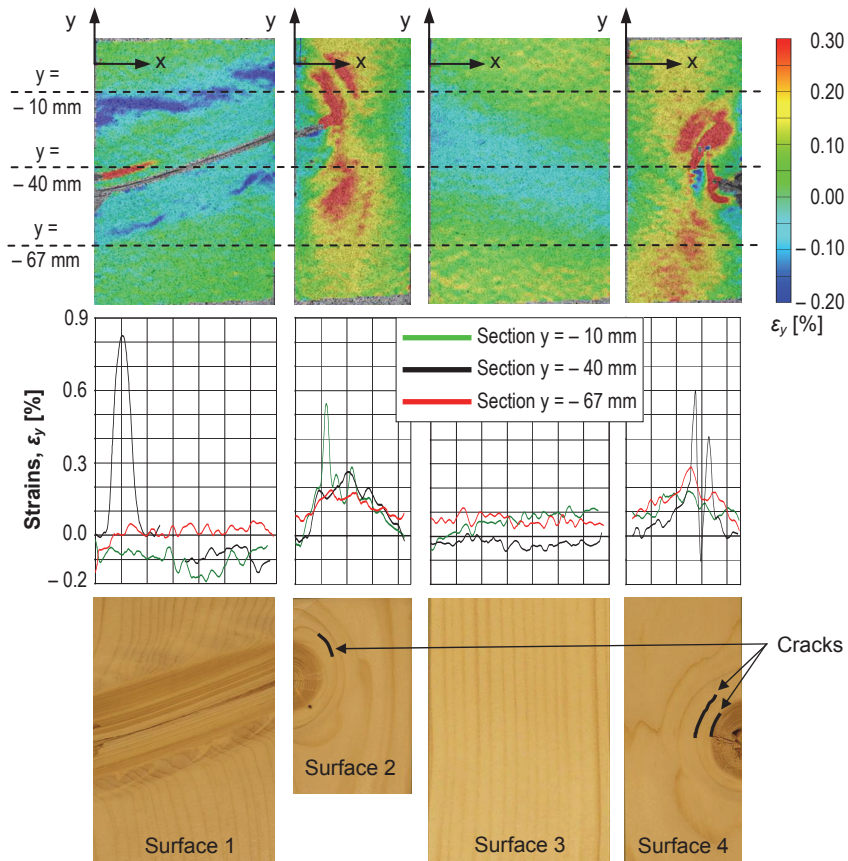 y
y
y
y
x
x
x
x
y =
– 10 mm
y =
– 40 mm
y =
– 67 mm
0.30
0.20
0.10
0.00
– 0.10
– 0.20
εy [%]
0.9
0.6
0.3
0.0
– 0.2
Strains, εy [%]
Section y = – 10 mm
Section y = – 40 mm
Section y = – 67 mm
Cracks
Surface 1
Surface 2
Surface 3
Surface 4